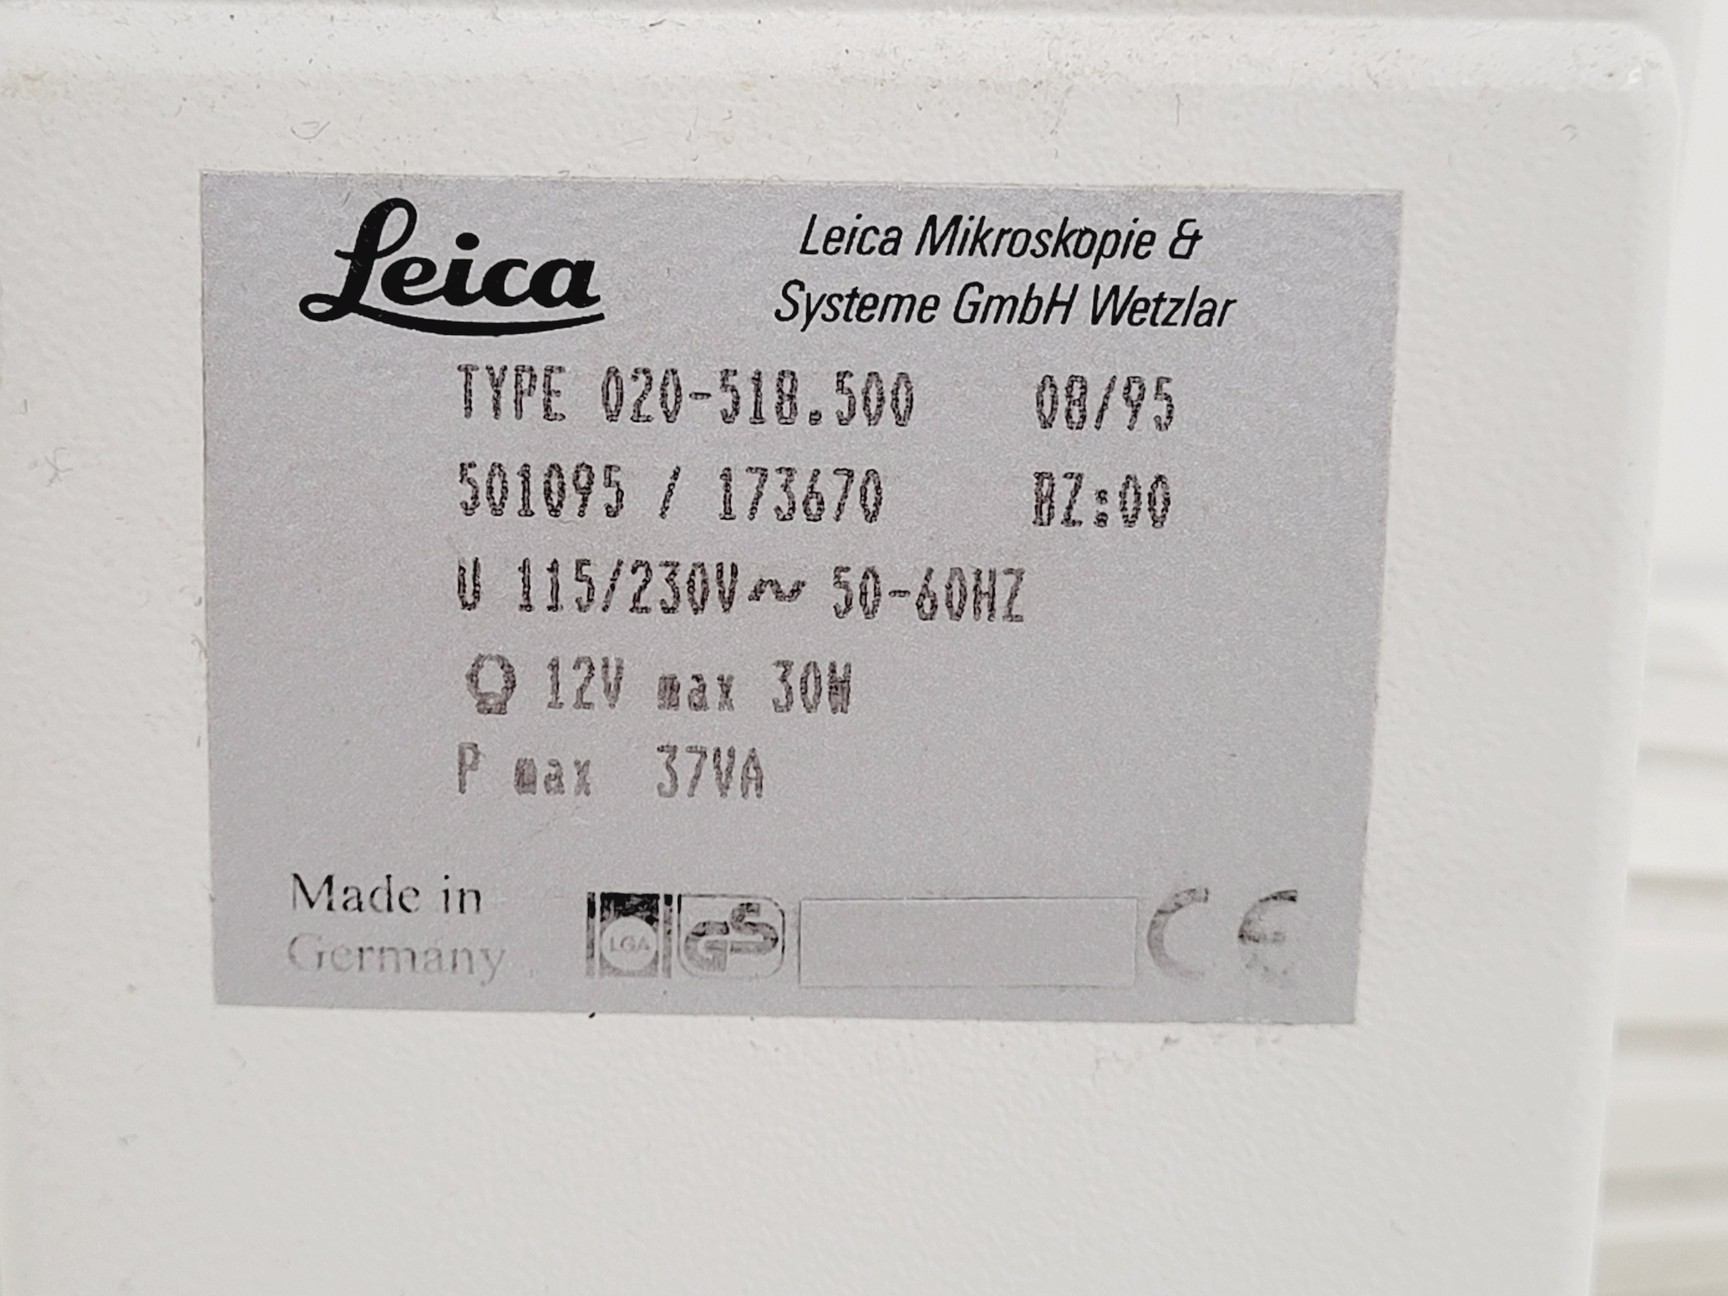 Leica
Leica Mikroskopie &
Systeme GmbH Wetzlar
TYPE 020-518.500 08/95
501095 / 173670 BZ:00
U 115/230V~ 50-60HZ
12V max 30W
P max 37VA
Made in
Germany
LGA GS CE